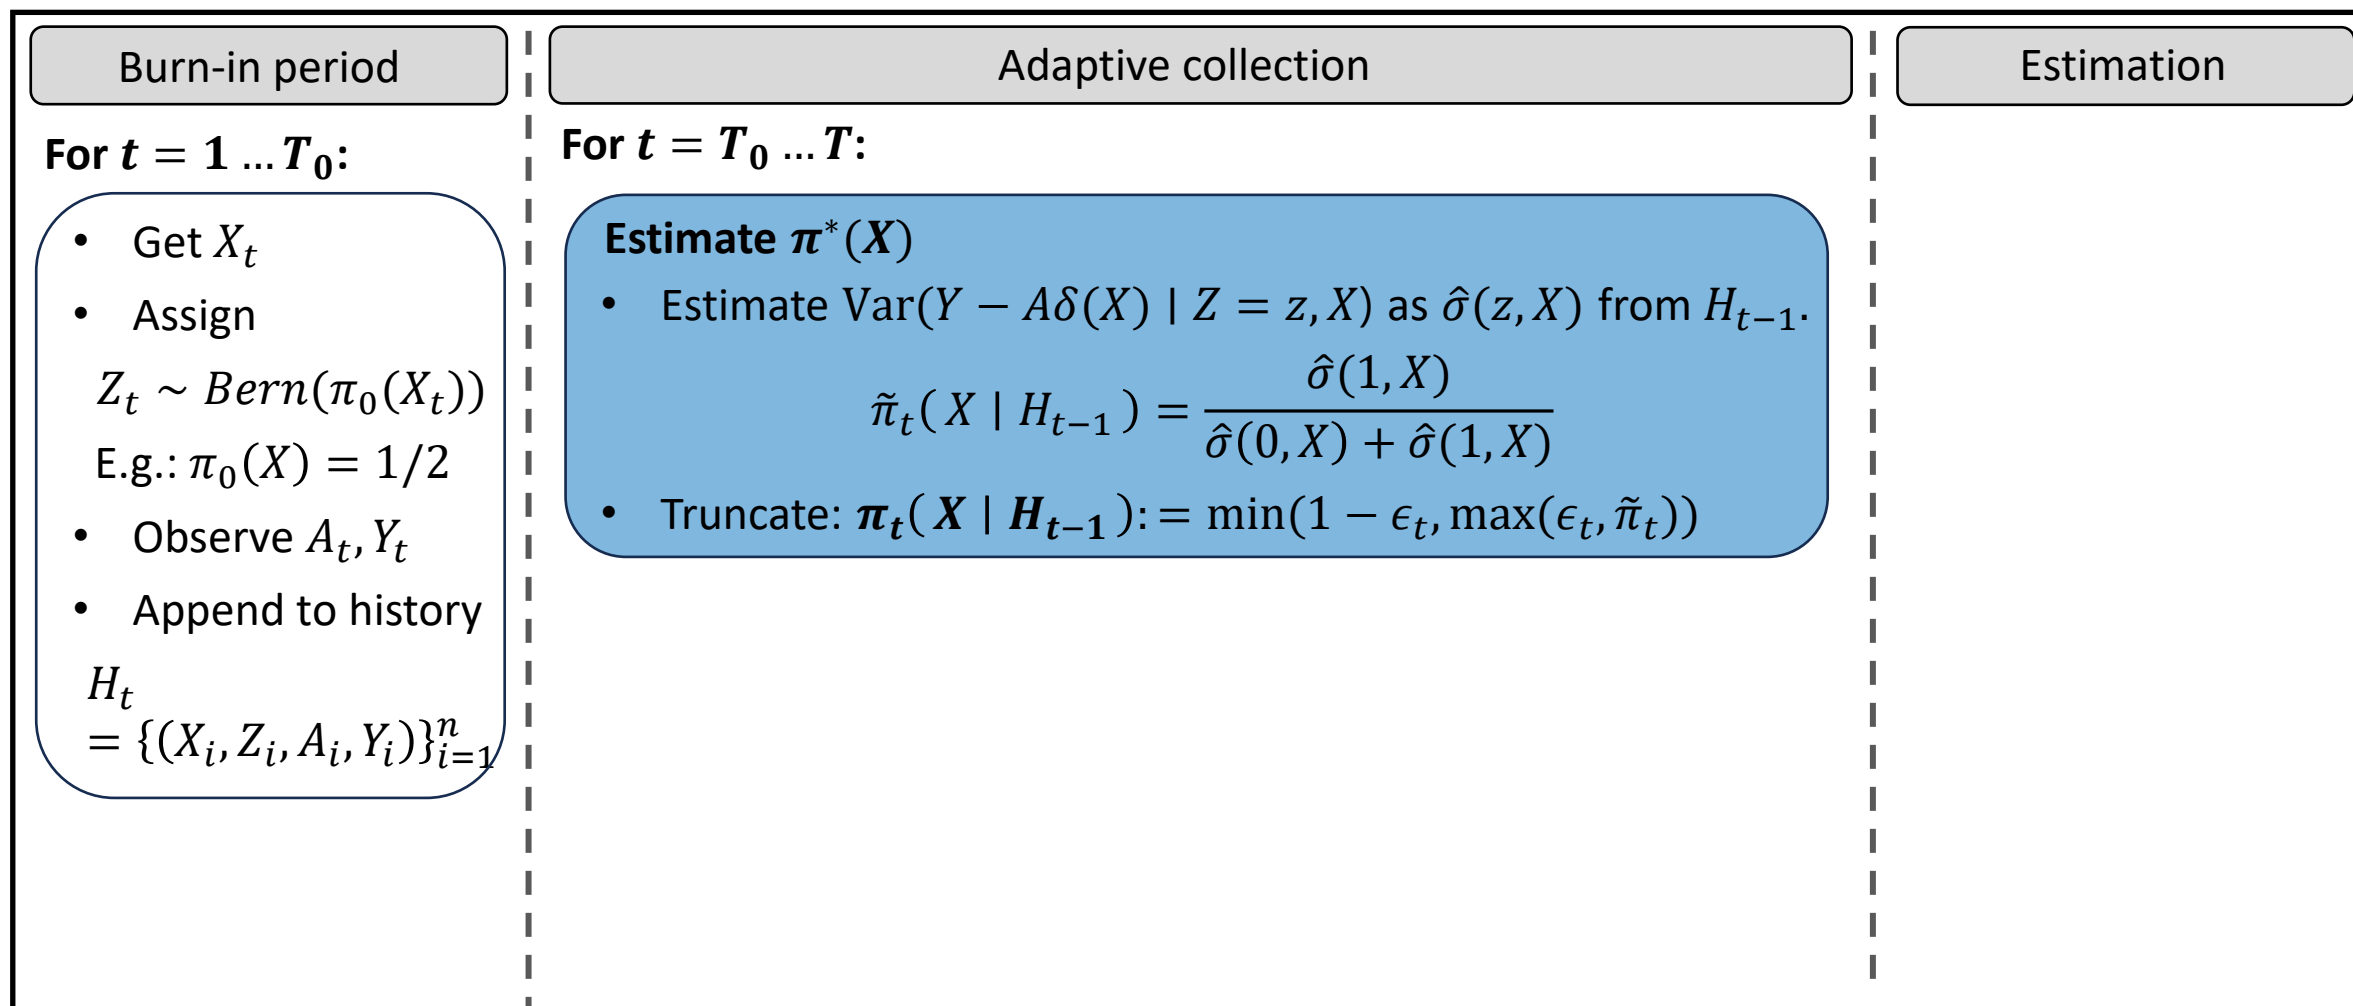 Burn-in period
Adaptive collection
Estimation
For t = 1 … T₀:
• Get Xₜ
• Assign
Zₜ ~ Bern(π₀(Xₜ))
E.g.: π₀(X) = 1/2
• Observe Aₜ, Yₜ
• Append to history
Hₜ
= {(Xᵢ, Zᵢ, Aᵢ, Yᵢ)}ⁿᵢ₌₁
For t = T₀ … T:
Estimate π*(X)
• Estimate Var(Y − Aδ(X) | Z = z, X) as σ̂(z, X) from Hₜ₋₁.
π̃ₜ( X | Hₜ₋₁ ) = σ̂(1, X) / σ̂(0, X) + σ̂(1, X)
• Truncate: πₜ( X | Hₜ₋₁ ): = min(1 − ϵₜ, max(ϵₜ, π̃ₜ))